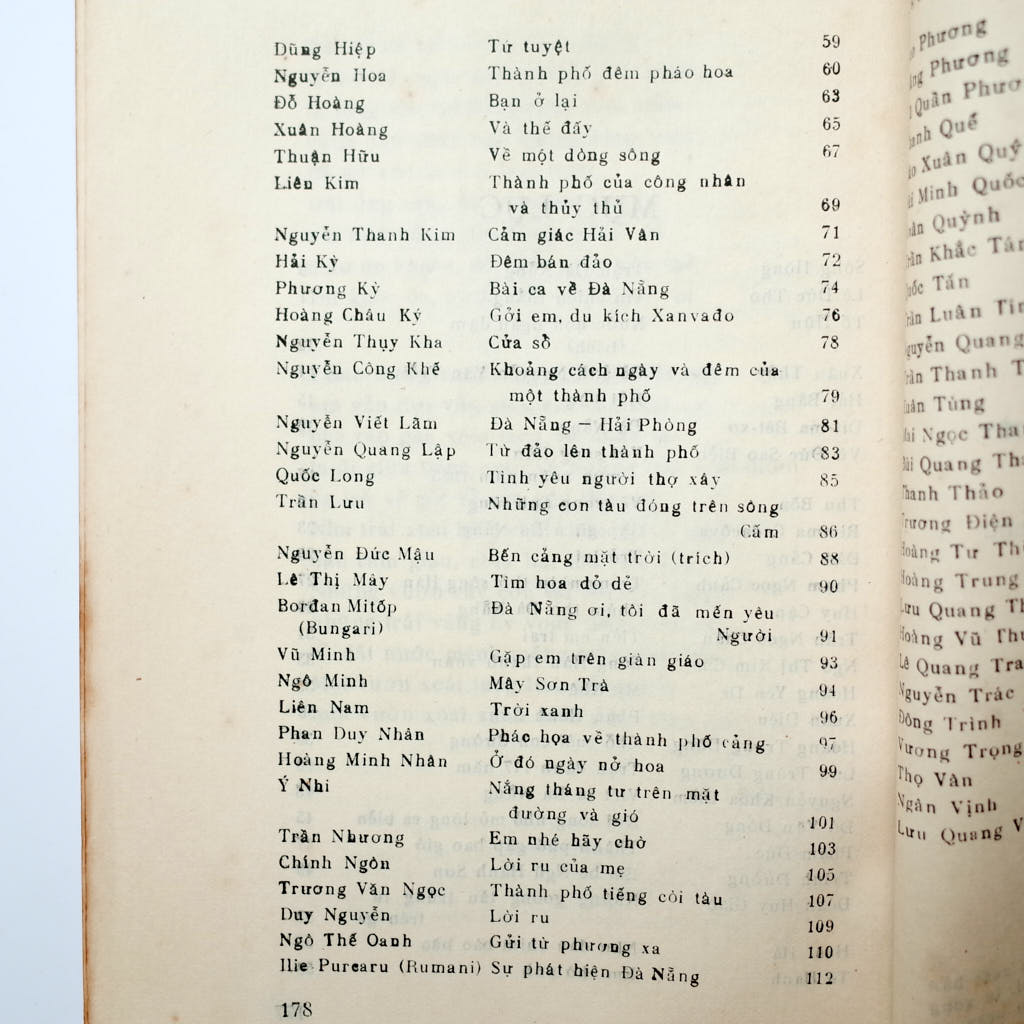 Dũng Hiệp Tứ tuyệt 59
Nguyễn Hoa Thành phố đêm pháo hoa 60
Đỗ Hoàng Bạn ở lại 63
Xuân Hoàng Và thế đấy 65
Thuận Hữu Về một dòng sông 67
Liên Kim Thành phố của công nhân
và thủy thủ 69
Nguyễn Thanh Kim Cảm giác Hải Vân 71
Hải Kỳ Đêm bán đảo 72
Phương Kỳ Bài ca về Đà Nẵng 74
Hoàng Châu Ký Gởi em, du kích Xanvađo 76
Nguyễn Thụy Kha Cửa sổ 78
Nguyễn Công Khế Khoảng cách ngày và đêm của
một thành phố 79
Nguyễn Viết Lãm Đà Nẵng — Hải Phòng 81
Nguyễn Quang Lập Từ đảo lên thành phố 83
Quốc Long Tình yêu người thợ xây 85
Trần Lưu Những con tàu đóng trên sông
Cấm 86
Nguyễn Đức Mậu Bến cảng mặt trời (trích) 88
Lê Thị Mây Tìm hoa dỏ dẻ 90
Borđan Mitốp Đà Nẵng ơi, tôi đã mến yêu
(Bungari) Người 91
Vũ Minh Gặp em trên giàn giáo 93
Ngô Minh Mây Sơn Trà 94
Liên Nam Trời xanh 96
Phan Duy Nhân Phác họa về thành phố cảng 97
Hoàng Minh Nhân Ở đó ngày nở hoa 99
Ý Nhi Nắng tháng tư trên mặt
đường và gió 101
Trần Nhương Em nhé hãy chờ 103
Chính Ngôn Lời ru của mẹ 105
Trương Văn Ngọc Thành phố tiếng còi tàu 107
Duy Nguyễn Lời ru 109
Ngô Thế Oanh Gửi từ phương xa 110
Ilie Purcaru (Rumani) Sự phát hiện Đà Nẵng 112
178
Phương
Phương
Quân
Quế
Xuân Quý
Minh Quốc
Quỳnh
Khắc
Tấn
Luân
Quang
Thanh
Tùng
Ngọc
Quang
Thanh Thảo
Trương Điện
Hoàng Tư
Hoàng Trung
Lưu Quang
Hoàng Vũ
Lê Quang
Nguyễn Trác
Đông Trình
Vương Trọng
Thọ Vân
Ngân Vịnh
Lưu Quang